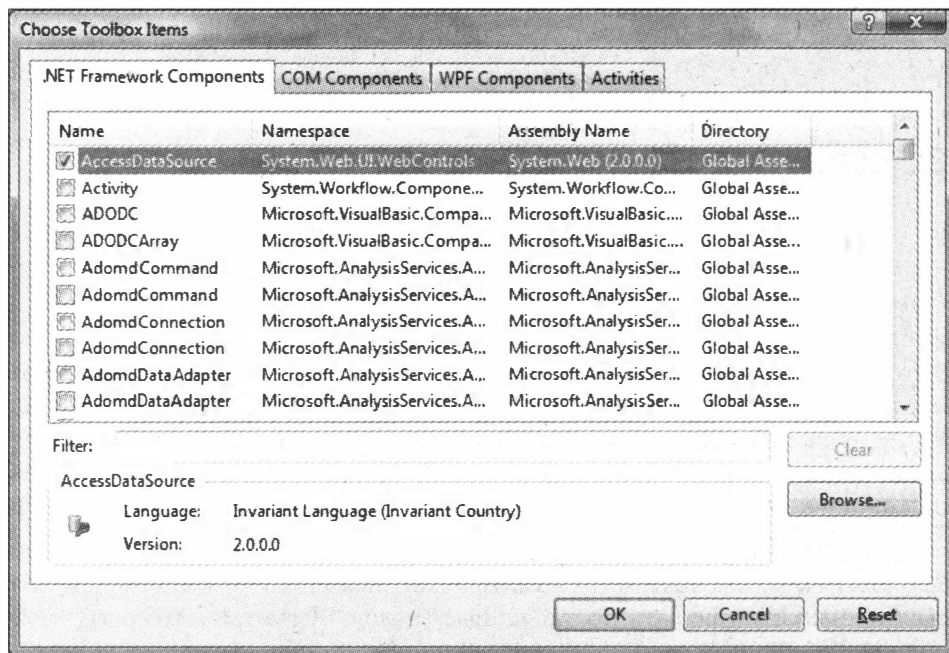 Choose Toolbox Items
.NET Framework Components COM Components WPF Components Activities
Name Namespace Assembly Name Directory
AccessDataSource System.Web.UI.WebControls System.Web (2.0.0.0) Global Asse...
Activity System.Workflow.Compone... System.Workflow.Co... Global Asse...
ADODC Microsoft.VisualBasic.Compa... Microsoft.VisualBasic.... Global Asse...
ADODCArray Microsoft.VisualBasic.Compa... Microsoft.VisualBasic.... Global Asse...
AdomdCommand Microsoft.AnalysisServices.A... Microsoft.AnalysisSer... Global Asse...
AdomdCommand Microsoft.AnalysisServices.A... Microsoft.AnalysisSer... Global Asse...
AdomdConnection Microsoft.AnalysisServices.A... Microsoft.AnalysisSer... Global Asse...
AdomdConnection Microsoft.AnalysisServices.A... Microsoft.AnalysisSer... Global Asse...
AdomdDataAdapter Microsoft.AnalysisServices.A... Microsoft.AnalysisSer... Global Asse...
AdomdDataAdapter Microsoft.AnalysisServices.A... Microsoft.AnalysisSer... Global Asse...
Filter:
Clear
AccessDataSource
Browse...
Language: Invariant Language (Invariant Country)
Version: 2.0.0.0
OK Cancel Reset